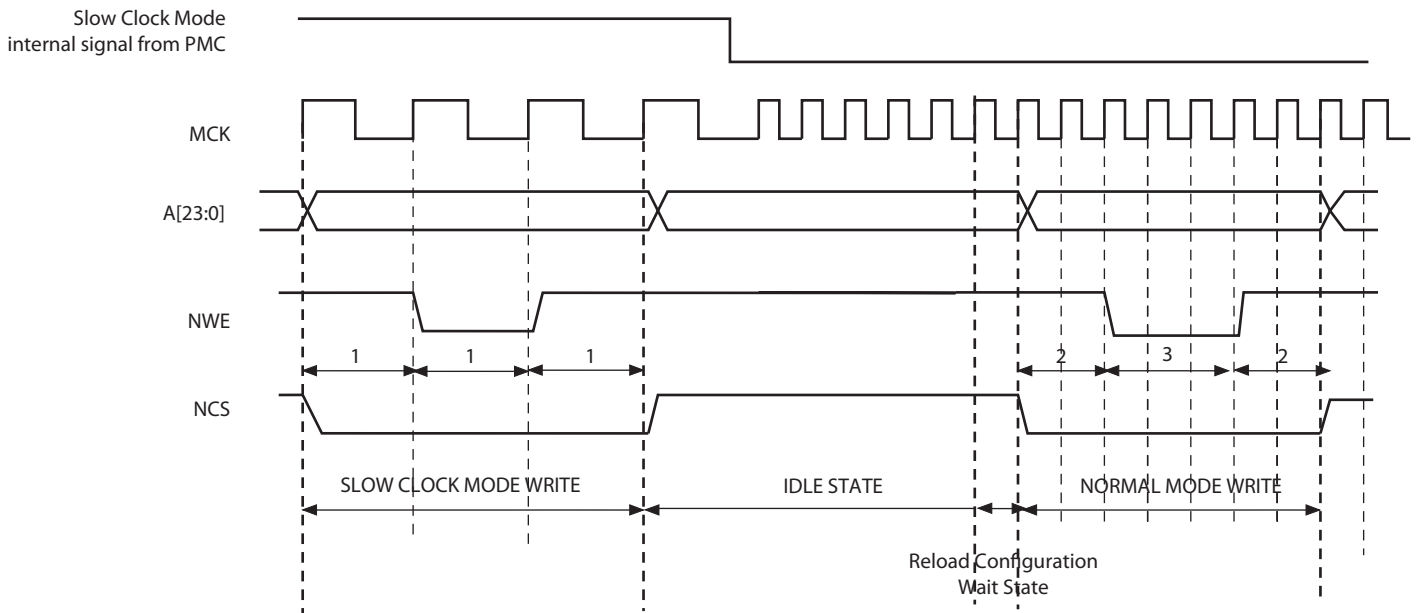 Slow Clock Mode
internal signal from PMC
MCK
A[23:0]
NWE
1 1 1 2 3 2
NCS
SLOW CLOCK MODE WRITE IDLE STATE NORMAL MODE WRITE
Reload Configuration
Wait State